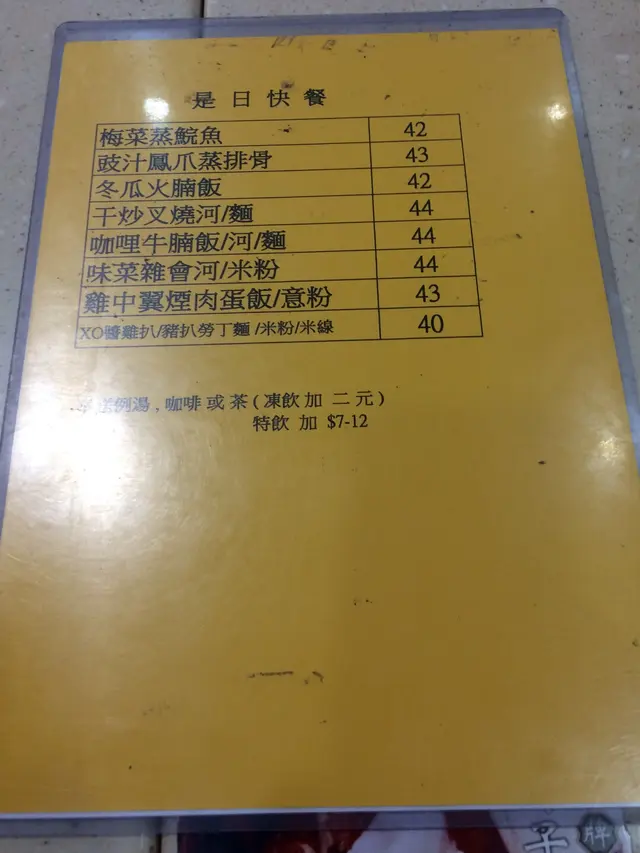 是日快餐
梅菜蒸鯇魚 42
豉汁鳳爪蒸排骨 43
冬瓜火腩飯 42
干炒叉燒河/麵 44
咖哩牛腩飯/河/麵 44
味菜雜會河/米粉 44
雞中翼煙肉蛋飯/意粉 43
XO醬雞扒/豬扒勞丁麵 /米粉/米線 40
送例湯 , 咖啡 或 茶 ( 凍飲 加 二 元 )
特飲 加 $7-12
牌